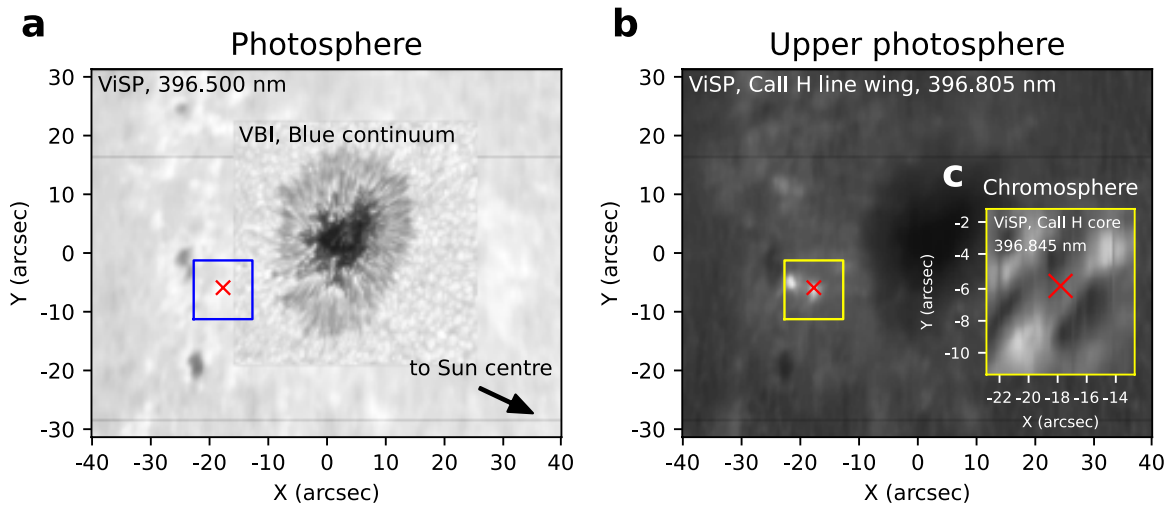 a
Photosphere
ViSP, 396.500 nm
VBI, Blue continuum
to Sun centre
30
20
10
0
-10
-20
-30
Y (arcsec)
-40 -30 -20 -10 0 10 20 30 40
X (arcsec)
b
Upper photosphere
ViSP, CaII H line wing, 396.805 nm
30
20
10
0
-10
-20
-30
Y (arcsec)
-40 -30 -20 -10 0 10 20 30 40
X (arcsec)
c
Chromosphere
ViSP, CaII H core
396.845 nm
-2
-4
-6
-8
-10
Y (arcsec)
-22 -20 -18 -16 -14
X (arcsec)